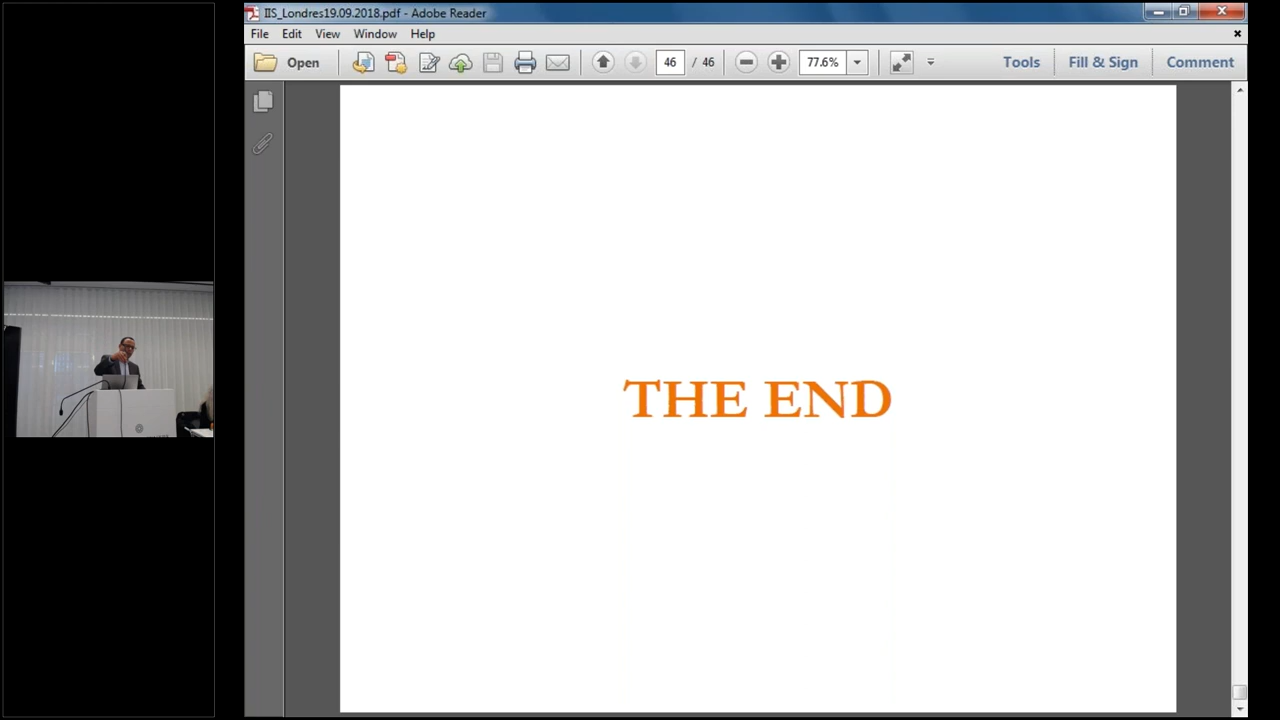 IIS_Londres19.09.2018.pdf - Adobe Reader
File Edit View Window Help
Open 46 / 46 77.6% Tools Fill & Sign Comment
THE END